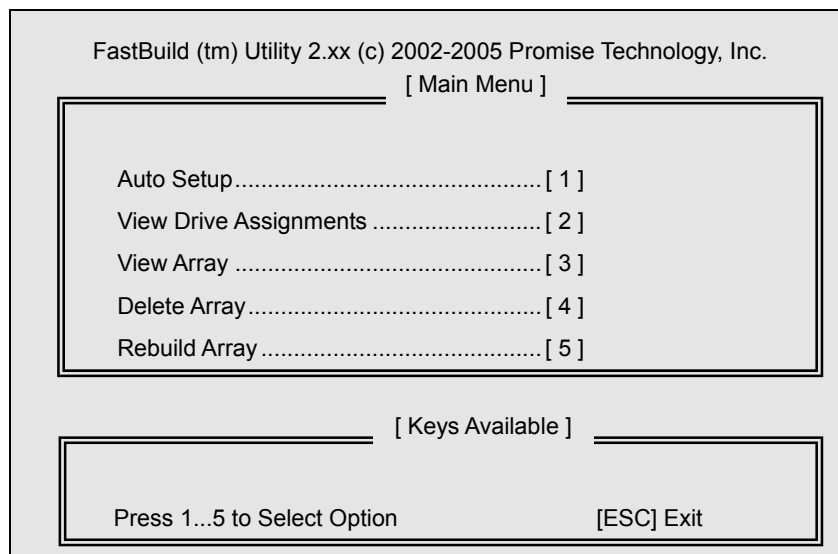 FastBuild (tm) Utility 2.xx (c) 2002-2005 Promise Technology, Inc.
[ Main Menu ]
Auto Setup...............................................[ 1 ]
View Drive Assignments ..........................[ 2 ]
View Array ...............................................[ 3 ]
Delete Array.............................................[ 4 ]
Rebuild Array...........................................[ 5 ]
[ Keys Available ]
Press 1...5 to Select Option [ESC] Exit